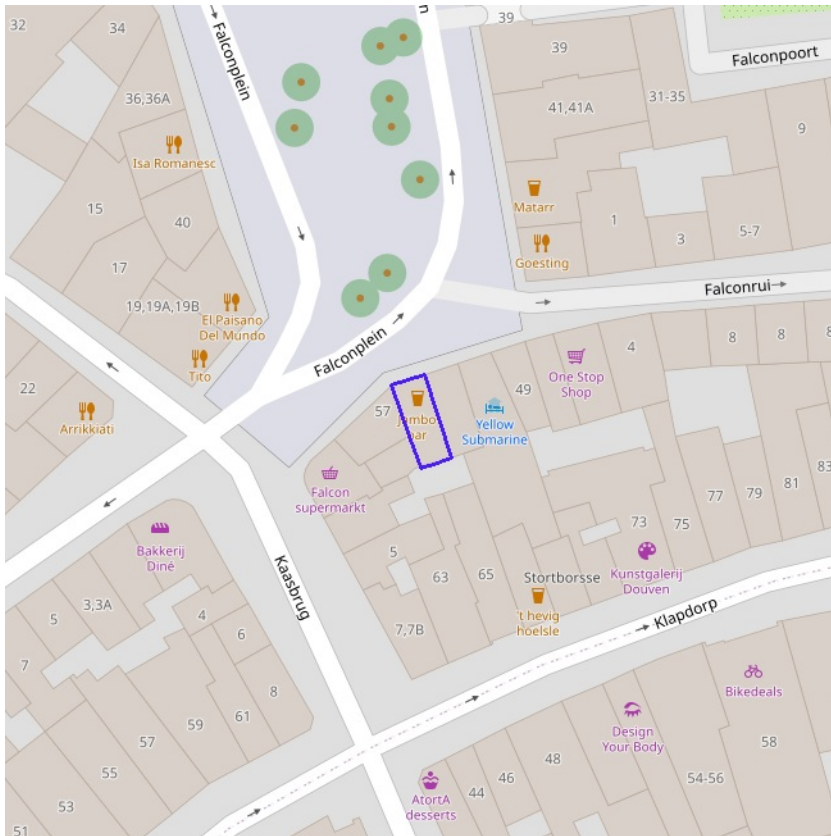 32
34
Falconplein
n
39
39
Falconpoort
36,36A
41,41A
31-35
9
Isa Romanesc
15
40
Matarr
1
3
5-7
17
Goesting
19,19A,19B
El Paisano
Del Mundo
Falconrui
Tito
Falconplein
22
Arrikkiati
57
Jambo
bar
49
One Stop
Shop
4
8
8
8
Yellow
Submarine
Falcon
supermarkt
Bakkerij
Diné
Kaasbrug
5
63
65
73
75
77
79
81
83
Kunstgalerij
Douven
Stortborsse
't hevig
hoelsle
7,7B
Klapdorp
5
3,3A
4
6
7
8
61
59
57
55
53
51
Bikedeals
Design
Your Body
58
54-56
48
46
44
AtortA
desserts